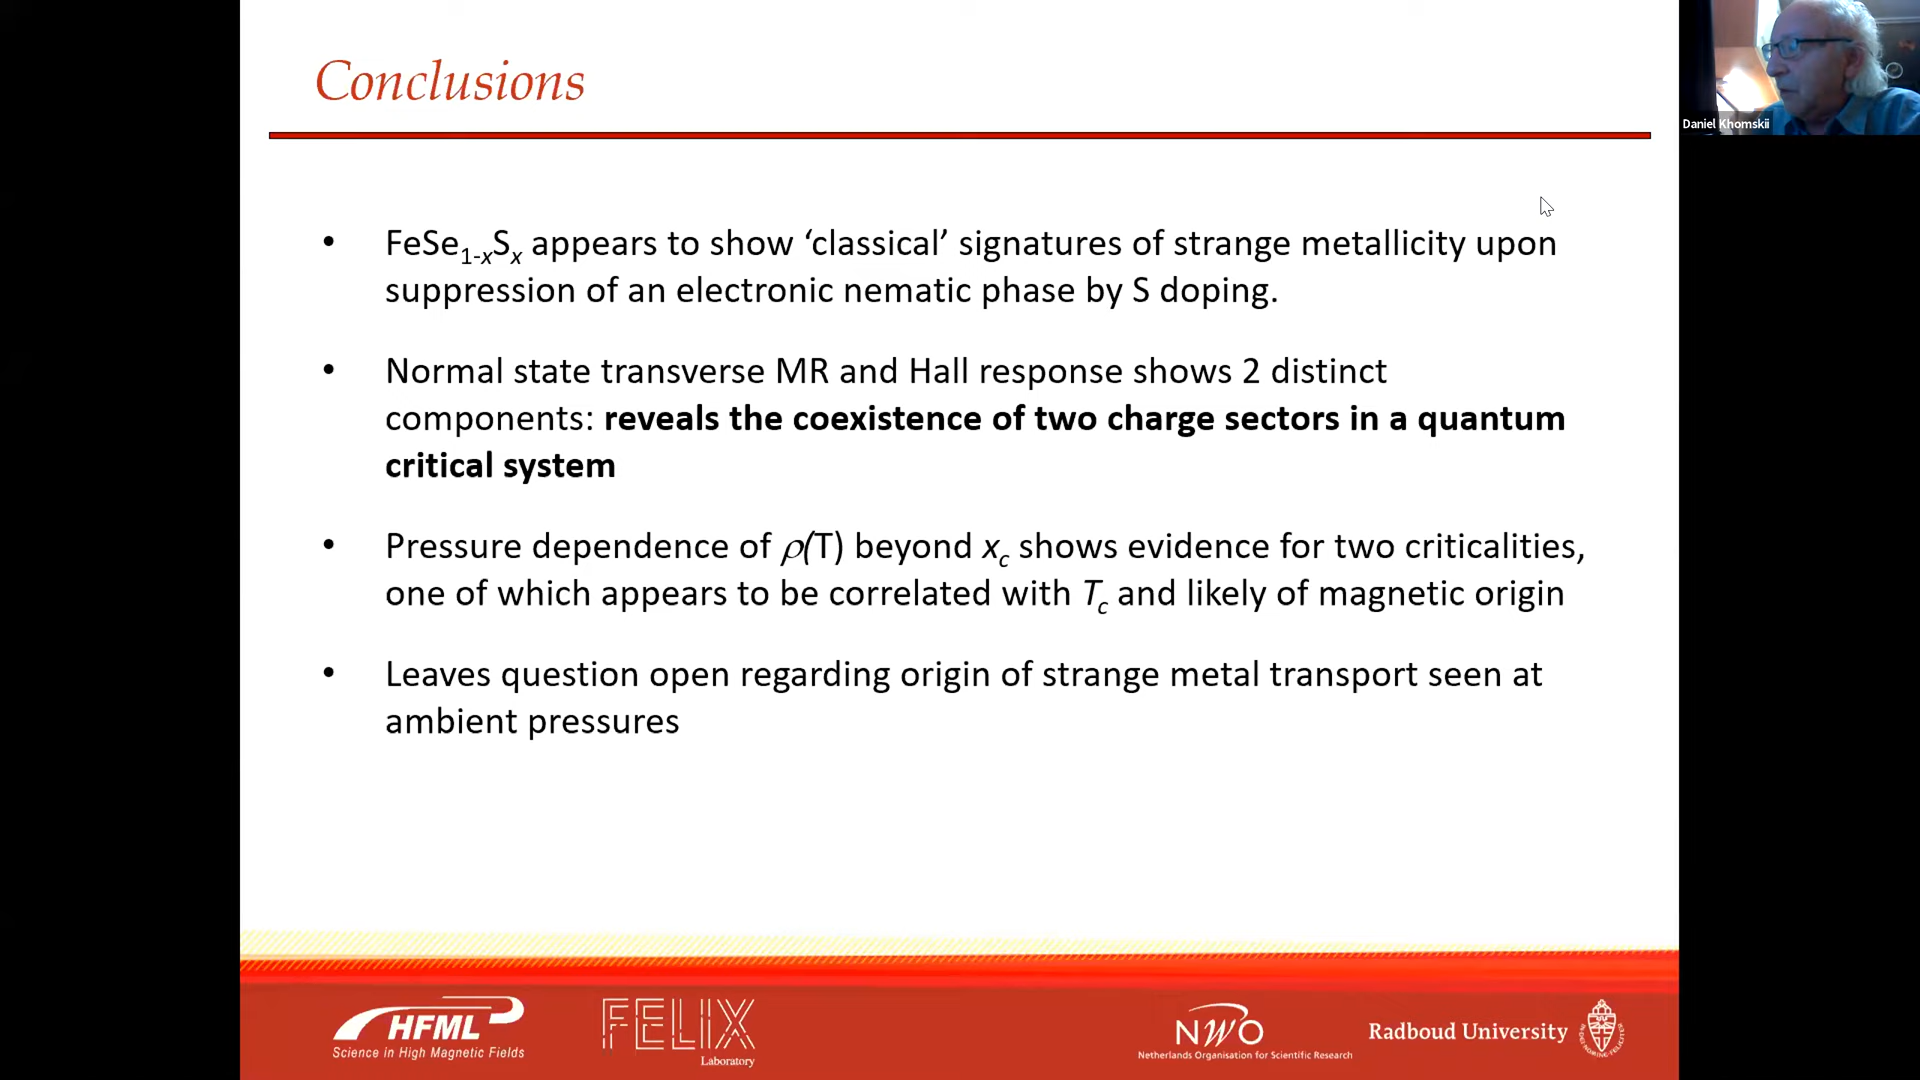 Conclusions
Daniel Khomskii
• FeSe1-xSx appears to show ‘classical’ signatures of strange metallicity upon
suppression of an electronic nematic phase by S doping.
• Normal state transverse MR and Hall response shows 2 distinct
components: reveals the coexistence of two charge sectors in a quantum
critical system
• Pressure dependence of ρ(T) beyond xc shows evidence for two criticalities,
one of which appears to be correlated with Tc and likely of magnetic origin
• Leaves question open regarding origin of strange metal transport seen at
ambient pressures
HFML
Science in High Magnetic Fields
FELIX
Laboratory
NWO
Netherlands Organisation for Scientific Research
Radboud University